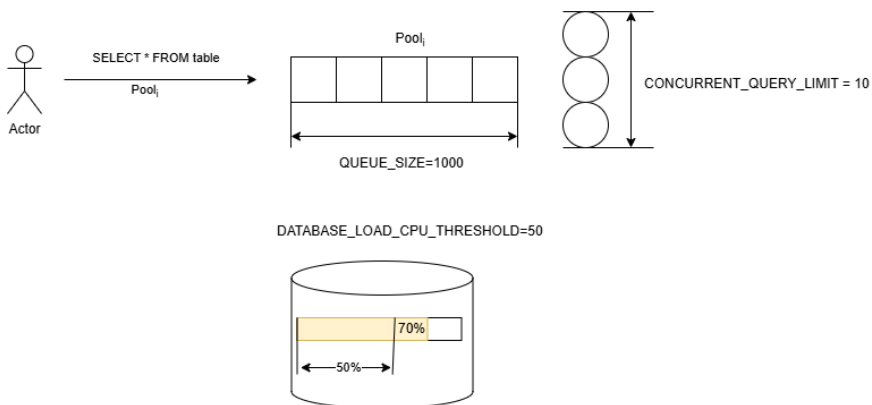 Pool_i
SELECT * FROM table
Pool_i
Actor
CONCURRENT_QUERY_LIMIT = 10
QUEUE_SIZE=1000
DATABASE_LOAD_CPU_THRESHOLD=50
70%
50%